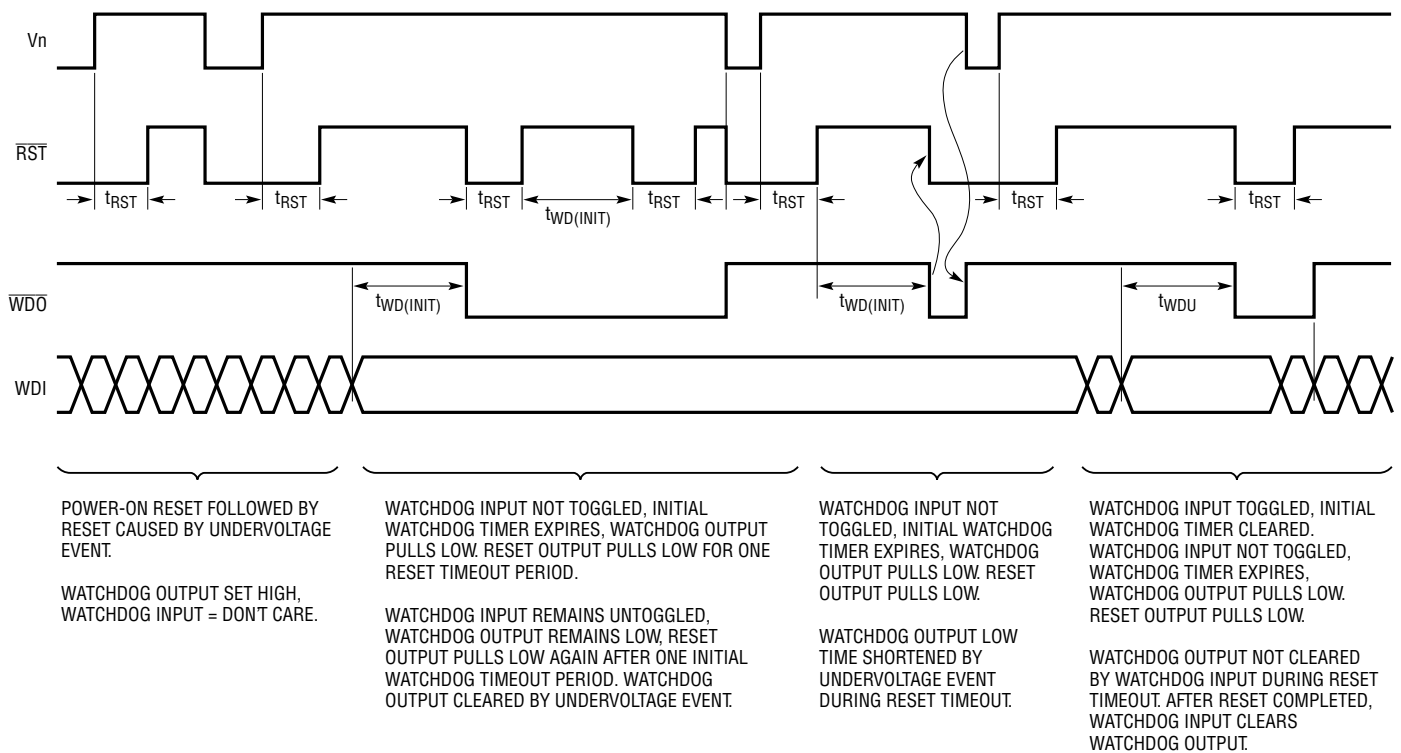 Vn
RST
tRST
tRST
tRST
tWD(INIT)
tRST
tRST
tRST
tRST
WDO
tWD(INIT)
tWD(INIT)
tWDU
WDI
POWER-ON RESET FOLLOWED BY
RESET CAUSED BY UNDERVOLTAGE
EVENT.
WATCHDOG OUTPUT SET HIGH,
WATCHDOG INPUT = DON'T CARE.
WATCHDOG INPUT NOT TOGGLED, INITIAL
WATCHDOG TIMER EXPIRES, WATCHDOG OUTPUT
PULLS LOW. RESET OUTPUT PULLS LOW FOR ONE
RESET TIMEOUT PERIOD.
WATCHDOG INPUT REMAINS UNTOGGLED,
WATCHDOG OUTPUT REMAINS LOW, RESET
OUTPUT PULLS LOW AGAIN AFTER ONE INITIAL
WATCHDOG TIMEOUT PERIOD. WATCHDOG
OUTPUT CLEARED BY UNDERVOLTAGE EVENT.
WATCHDOG INPUT NOT
TOGGLED, INITIAL WATCHDOG
TIMER EXPIRES, WATCHDOG
OUTPUT PULLS LOW. RESET
OUTPUT PULLS LOW.
WATCHDOG OUTPUT LOW
TIME SHORTENED BY
UNDERVOLTAGE EVENT
DURING RESET TIMEOUT.
WATCHDOG INPUT TOGGLED, INITIAL
WATCHDOG TIMER CLEARED.
WATCHDOG INPUT NOT TOGGLED,
WATCHDOG TIMER EXPIRES,
WATCHDOG OUTPUT PULLS LOW.
RESET OUTPUT PULLS LOW.
WATCHDOG OUTPUT NOT CLEARED
BY WATCHDOG INPUT DURING RESET
TIMEOUT. AFTER RESET COMPLETED,
WATCHDOG INPUT CLEARS
WATCHDOG OUTPUT.